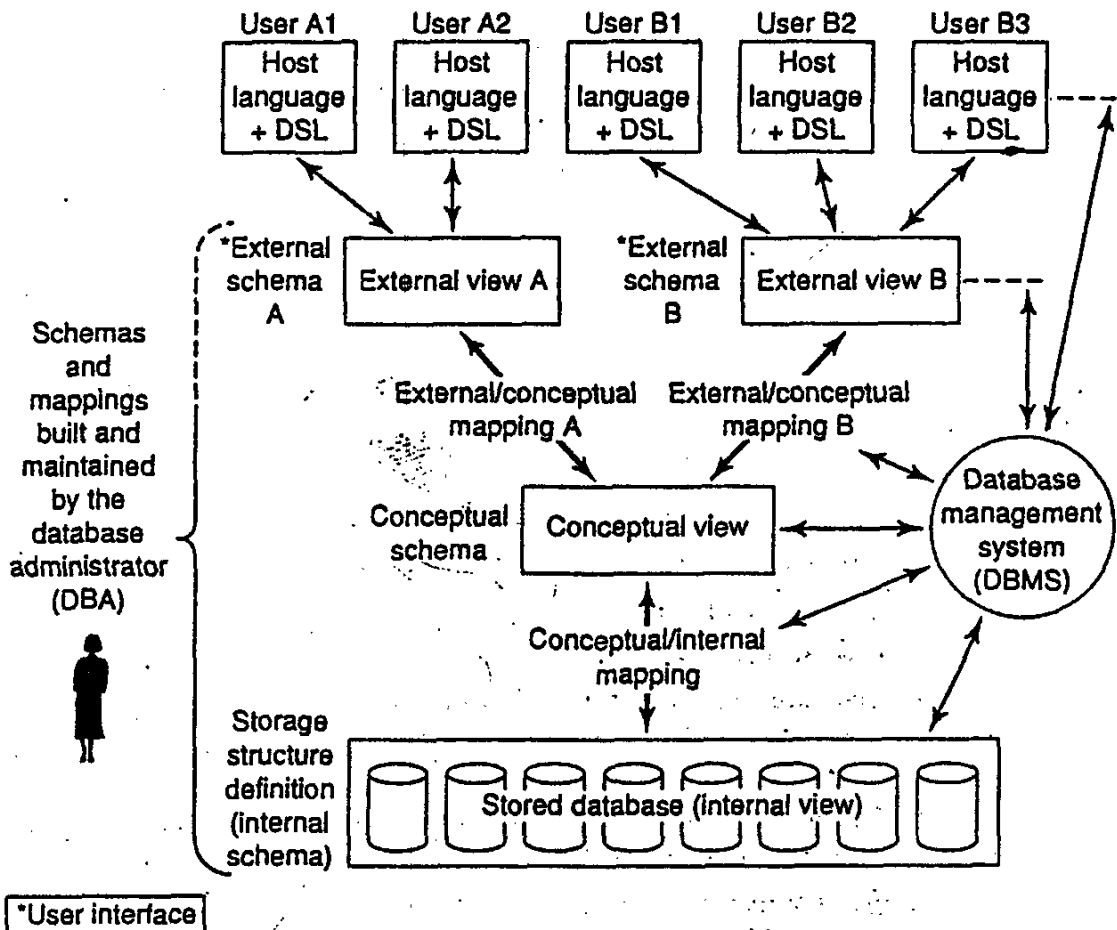 User A1
User A2
User B1
User B2
User B3
Host
language
+ DSL
Host
language
+ DSL
Host
language
+ DSL
Host
language
+ DSL
Host
language
+ DSL
*External
schema
A
External view A
*External
schema
B
External view B
Schemas
and
mappings
built and
maintained
by the
database
administrator
(DBA)
External/conceptual
mapping A
External/conceptual
mapping B
Conceptual
schema
Conceptual view
Database
management
system
(DBMS)
Conceptual/internal
mapping
Storage
structure
definition
(internal
schema)
Stored database (internal view)
*User interface